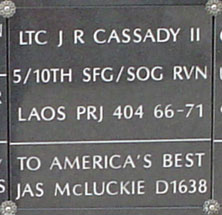 LTC J R CASSADY II
5/10TH SFG/SOG RVN
LAOS PRJ 404 66-71
TO AMERICA'S BEST
JAS McLUCKIE D1638